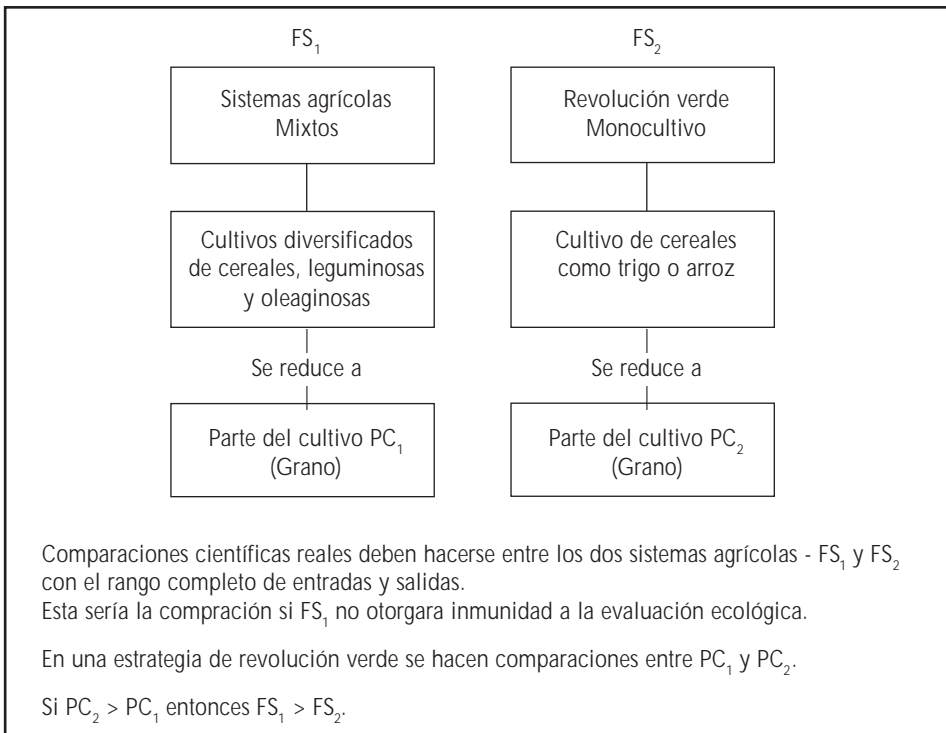 FS₁
FS₂
Sistemas agrícolas
Mixtos
Revolución verde
Monocultivo
Cultivos diversificados
de cereales, leguminosas
y oleaginosas
Cultivo de cereales
como trigo o arroz
Se reduce a
Se reduce a
Parte del cultivo PC₁
(Grano)
Parte del cultivo PC₂
(Grano)
Comparaciones científicas reales deben hacerse entre los dos sistemas agrícolas - FS₁ y FS₂
con el rango completo de entradas y salidas.
Esta sería la compración si FS₁ no otorgara inmunidad a la evaluación ecológica.
En una estrategia de revolución verde se hacen comparaciones entre PC₁ y PC₂.
Si PC₂ > PC₁ entonces FS₁ > FS₂.